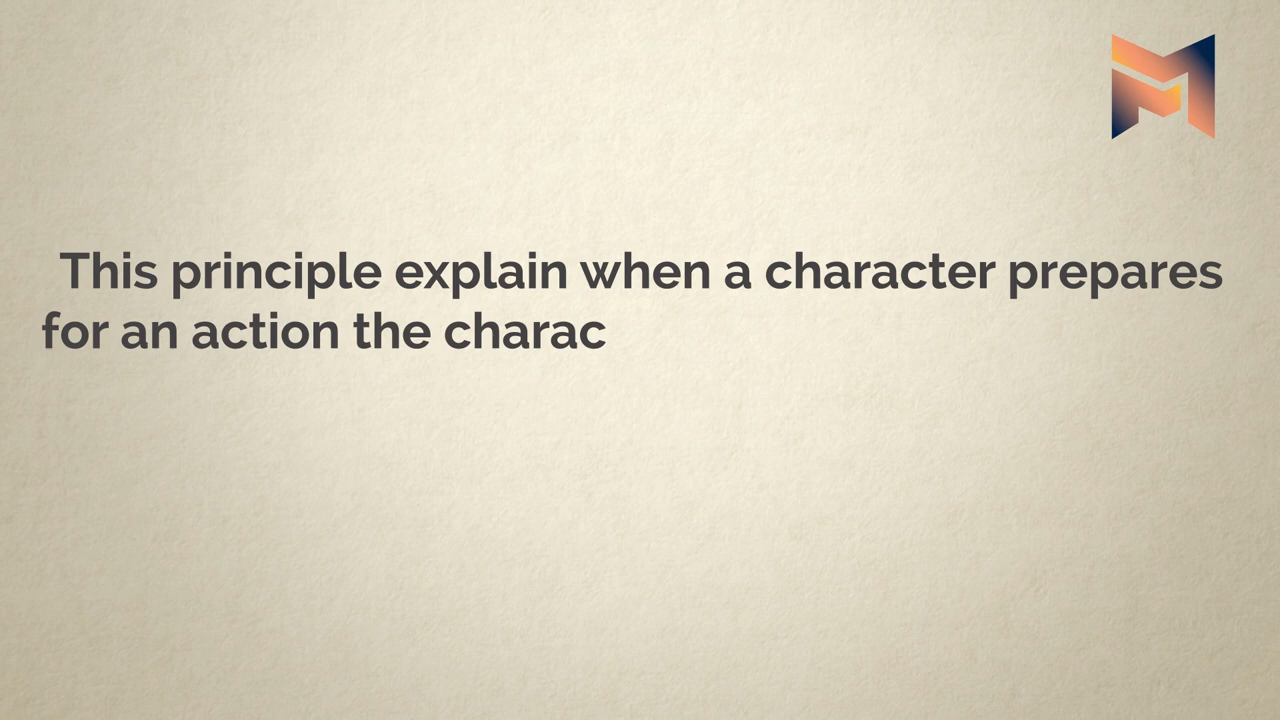 This principle explain when a character prepares
for an action the charac